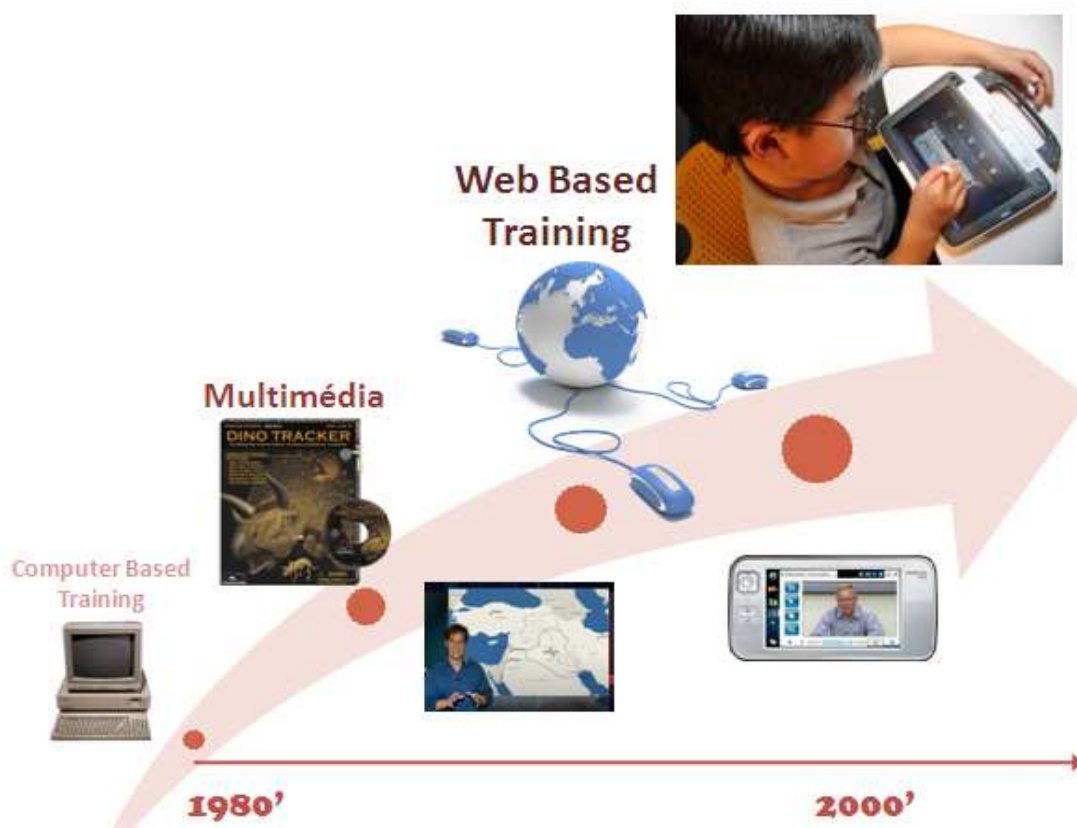 Web Based
Training
Multimédia
DINO TRACKER
Computer Based
Training
1980'
2000'